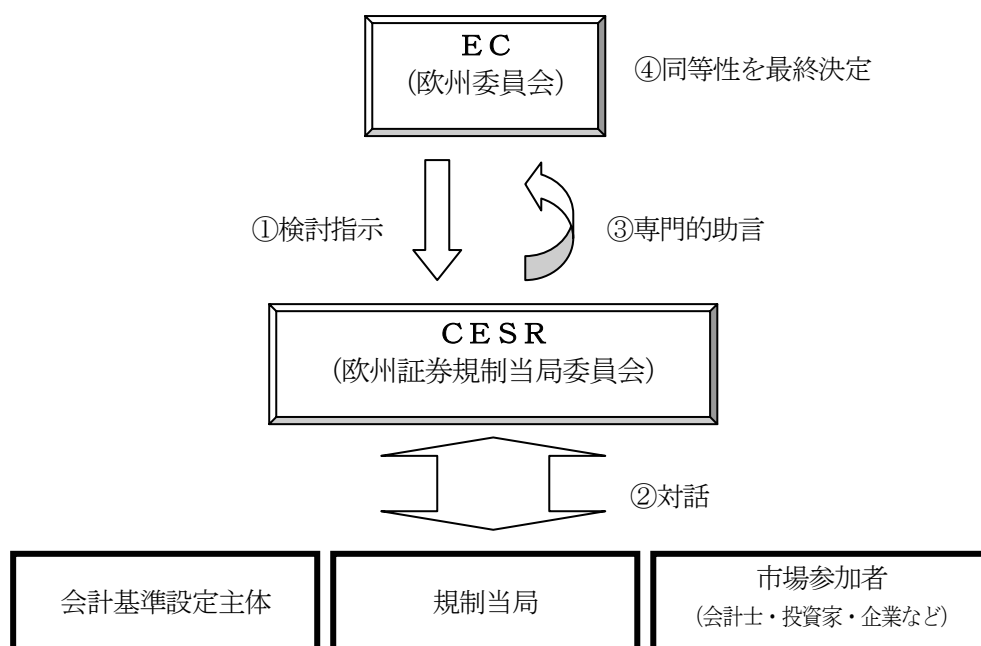 ＥＣ
(欧州委員会)
④同等性を最終決定
①検討指示
③専門的助言
ＣＥＳＲ
(欧州証券規制当局委員会)
②対話
会計基準設定主体
規制当局
市場参加者
(会計士・投資家・企業など)